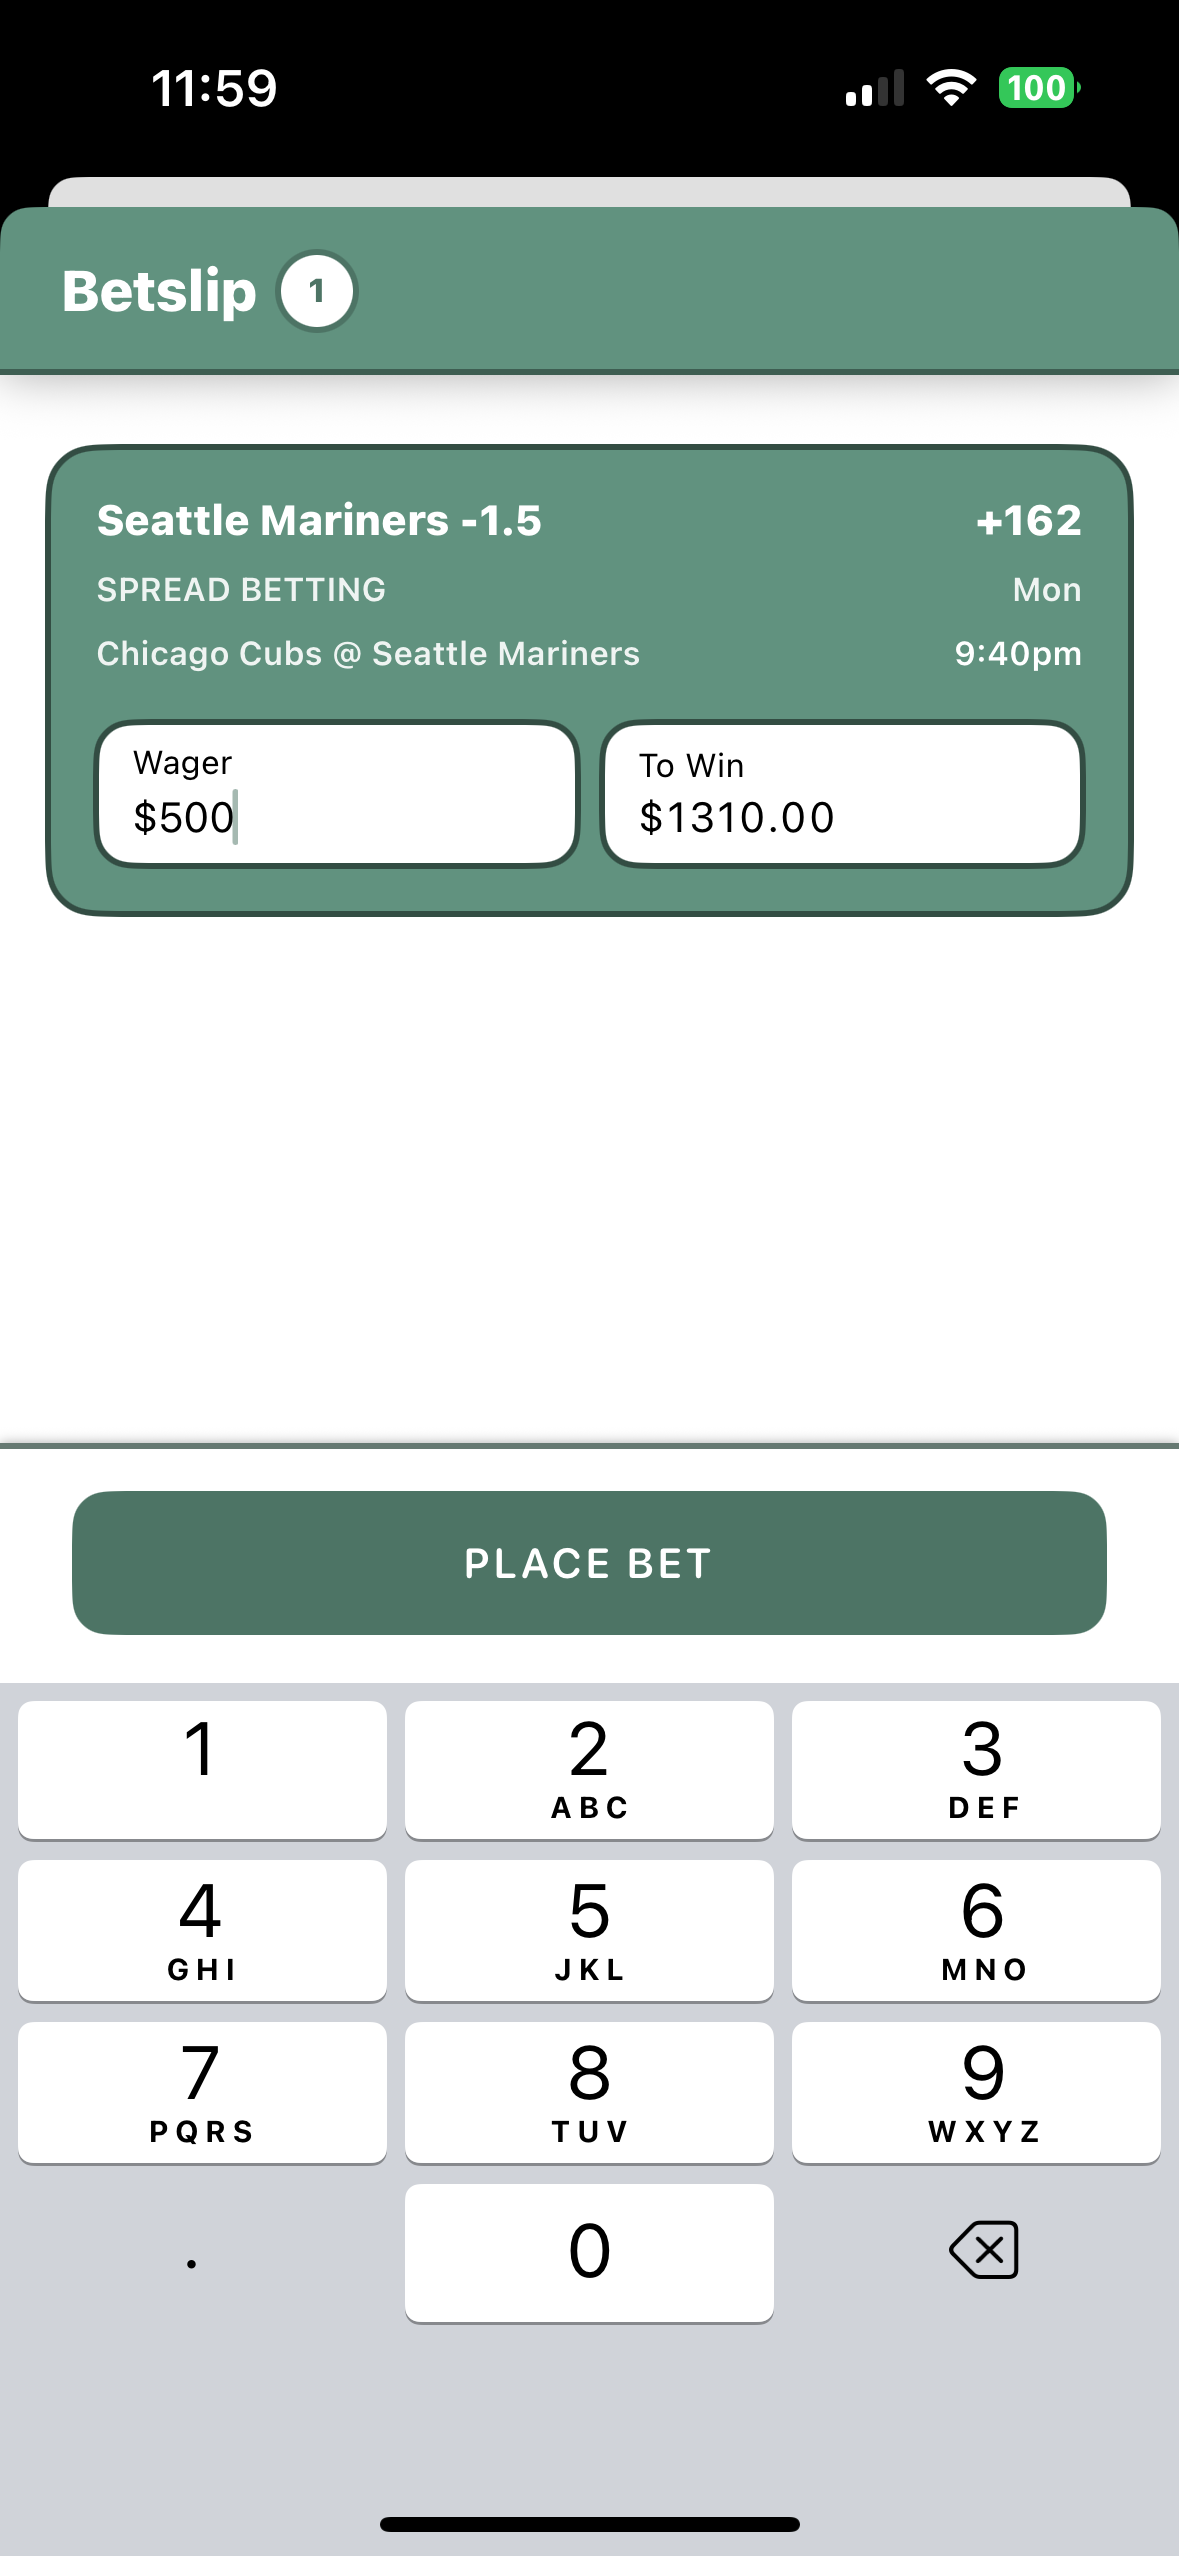 11:59
100
Betslip 1
Seattle Mariners -1.5 +162
SPREAD BETTING Mon
Chicago Cubs @ Seattle Mariners 9:40pm
Wager To Win
$500 $1310.00
PLACE BET
1 2 3
ABC DEF
4 5 6
GHI JKL MNO
7 8 9
PQRS TUV WXYZ
. 0